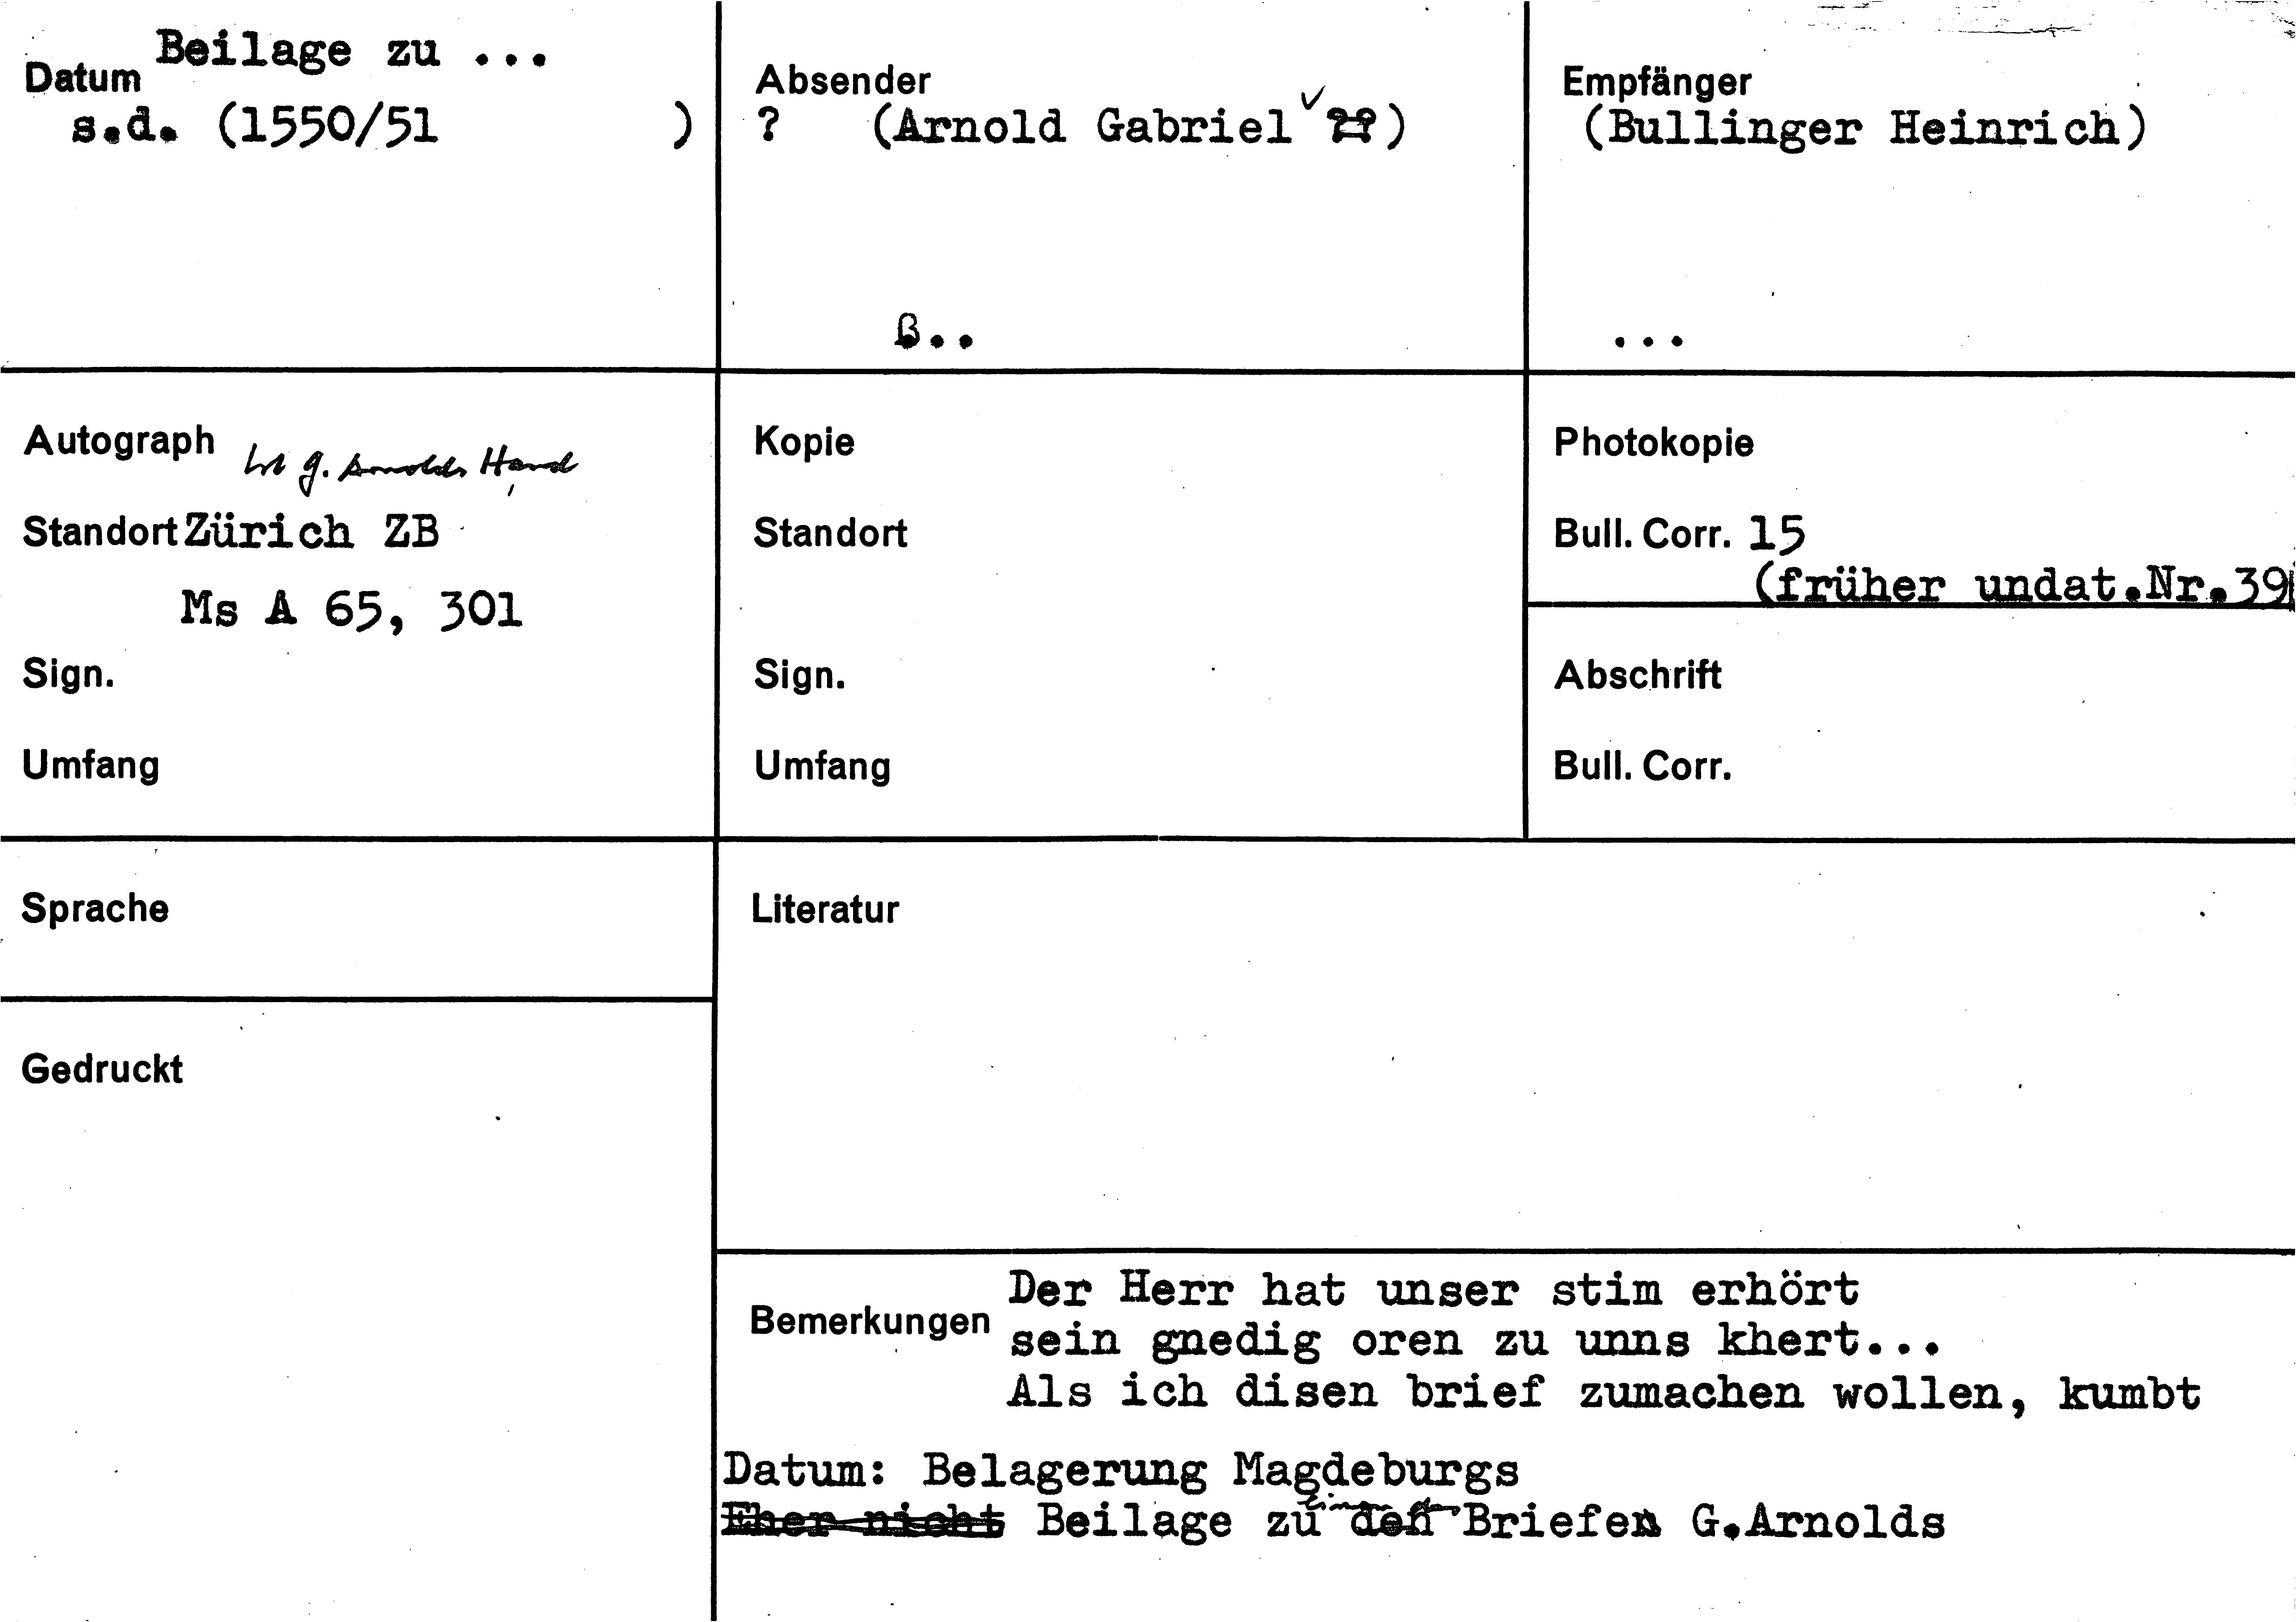 Beilage zu ...
Datum
s.d. (1550/51 )
Absender
? (Arnold Gabriel ??)
Empfänger
(Bullinger Heinrich)
B..
...
Autograph Ist G. Arnolds Hand
Standort Zürich ZB
Ms A 65, 301
Sign.
Umfang
Kopie
Standort
Sign.
Umfang
Photokopie
Bull. Corr. 15
(früher undat.Nr.39
Abschrift
Bull. Corr.
Sprache
Gedruckt
Literatur
Bemerkungen
Der Herr hat unser stim erhört
sein gnedig oren zu unns khert...
Als ich disen brief zumachen wollen, kumbt
Datum: Belagerung Magdeburgs
Eher nicht Beilage zu den Briefen G.Arnolds